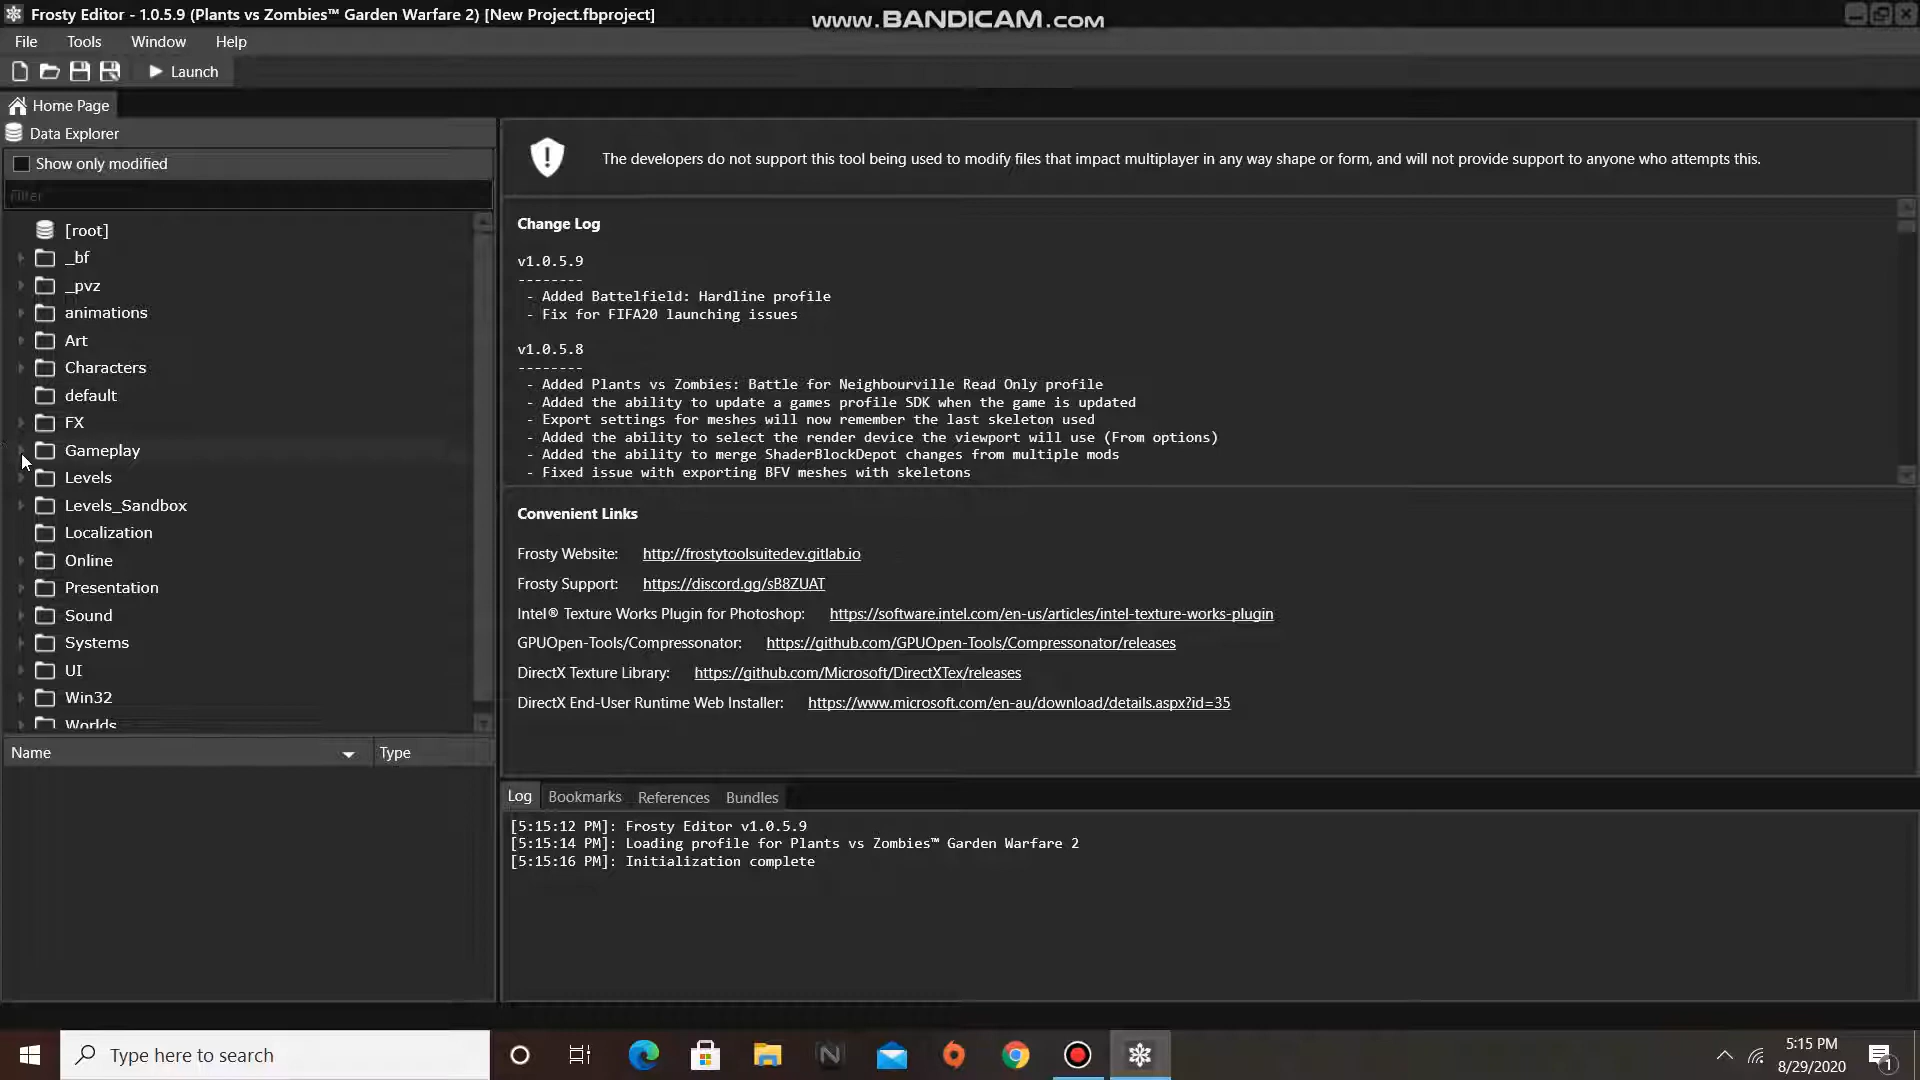 Frosty Editor - 1.0.5.9 (Plants vs Zombies™ Garden Warfare 2) [New Project.fbproject]
www.BANDICAM.com
File Tools Window Help
Launch
Home Page
Data Explorer
Show only modified
Filter
[root]
_bf
_pvz
animations
Art
Characters
default
FX
Gameplay
Levels
Levels_Sandbox
Localization
Online
Presentation
Sound
Systems
UI
Win32
Worlds
Name Type
The developers do not support this tool being used to modify files that impact multiplayer in any way shape or form, and will not provide support to anyone who attempts this.
Change Log
v1.0.5.9
--------
- Added Battelfield: Hardline profile
- Fix for FIFA20 launching issues
v1.0.5.8
--------
- Added Plants vs Zombies: Battle for Neighbourville Read Only profile
- Added the ability to update a games profile SDK when the game is updated
- Export settings for meshes will now remember the last skeleton used
- Added the ability to select the render device the viewport will use (From options)
- Added the ability to merge ShaderBlockDepot changes from multiple mods
- Fixed issue with exporting BFV meshes with skeletons
Convenient Links
Frosty Website: http://frostytoolsuitedev.gitlab.io
Frosty Support: https://discord.gg/sB8ZUAT
Intel® Texture Works Plugin for Photoshop: https://software.intel.com/en-us/articles/intel-texture-works-plugin
GPUOpen-Tools/Compressonator: https://github.com/GPUOpen-Tools/Compressonator/releases
DirectX Texture Library: https://github.com/Microsoft/DirectXTex/releases
DirectX End-User Runtime Web Installer: https://www.microsoft.com/en-au/download/details.aspx?id=35
Log Bookmarks References Bundles
[5:15:12 PM]: Frosty Editor v1.0.5.9
[5:15:14 PM]: Loading profile for Plants vs Zombies™ Garden Warfare 2
[5:15:16 PM]: Initialization complete
Type here to search
5:15 PM
8/29/2020
1